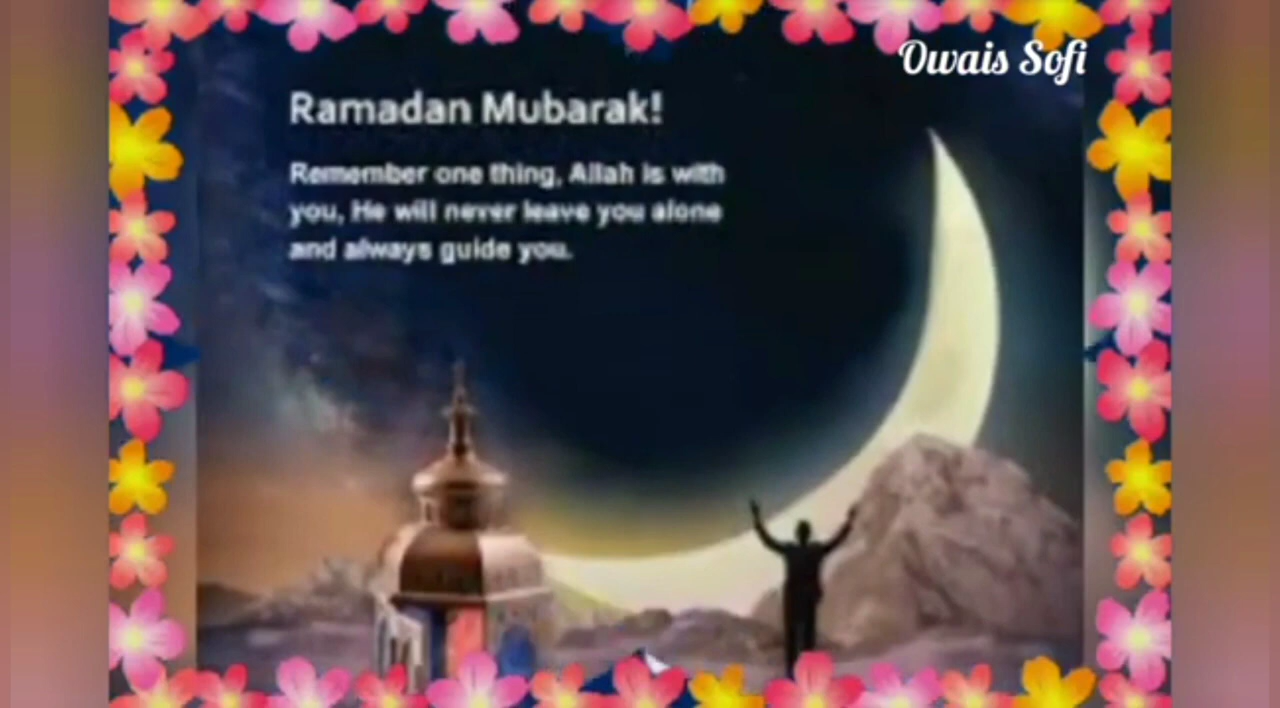 Owais Sofi
Ramadan Mubarak!
Remember one thing, Allah is with
you, He will never leave you alone
and always guide you.